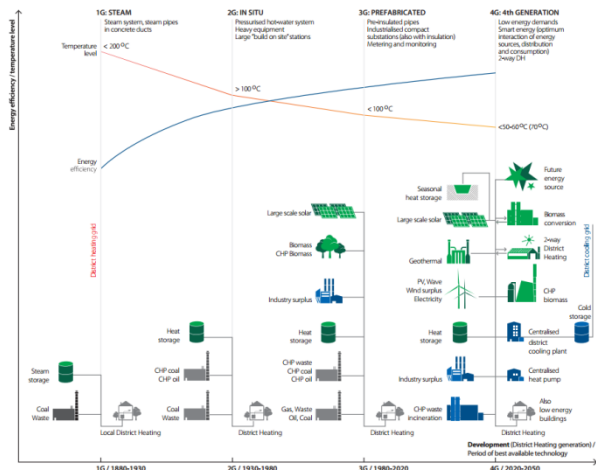 1G: STEAM
Steam system, steam pipes
in concrete ducts
2G: IN SITU
Pressurised hot-water system
Heavy equipment
Large "build on site" stations
3G: PREFABRICATED
Pre-insulated pipes
Industrialised compact
substations (also with insulation)
Metering and monitoring
4G: 4th GENERATION
Low energy demands
Smart energy (optimum
interaction of energy
sources, distribution
and consumption)
2-way DH
Energy efficiency / temperature level
Temperature
level
< 200 °C
> 100 °C
< 100 °C
<50-60 °C (70 °C)
Energy
efficiency
District heating grid
District cooling grid
Seasonal
heat storage
Future
energy
source
Large scale solar
Large scale solar
Biomass
conversion
Biomass
CHP Biomass
Geothermal
2-way
District
Heating
Industry
surplus
PV, Wave
Wind surplus
Electricity
CHP
biomass
Cold
storage
Heat
storage
Heat
storage
Heat
storage
Centralised
district
cooling plant
Steam
storage
CHP coal
CHP oil
CHP waste
CHP coal
CHP oil
Industry surplus
Centralised
heat pump
Coal
Waste
Coal
Waste
Gas, Waste
Oil, Coal
CHP waste
incineration
Also
low energy
buildings
Local District Heating
District Heating
District Heating
District Heating
Development (District Heating generation) /
Period of best available technology
1G / 1880-1930
2G / 1930-1980
3G / 1980-2020
4G / 2020-2050